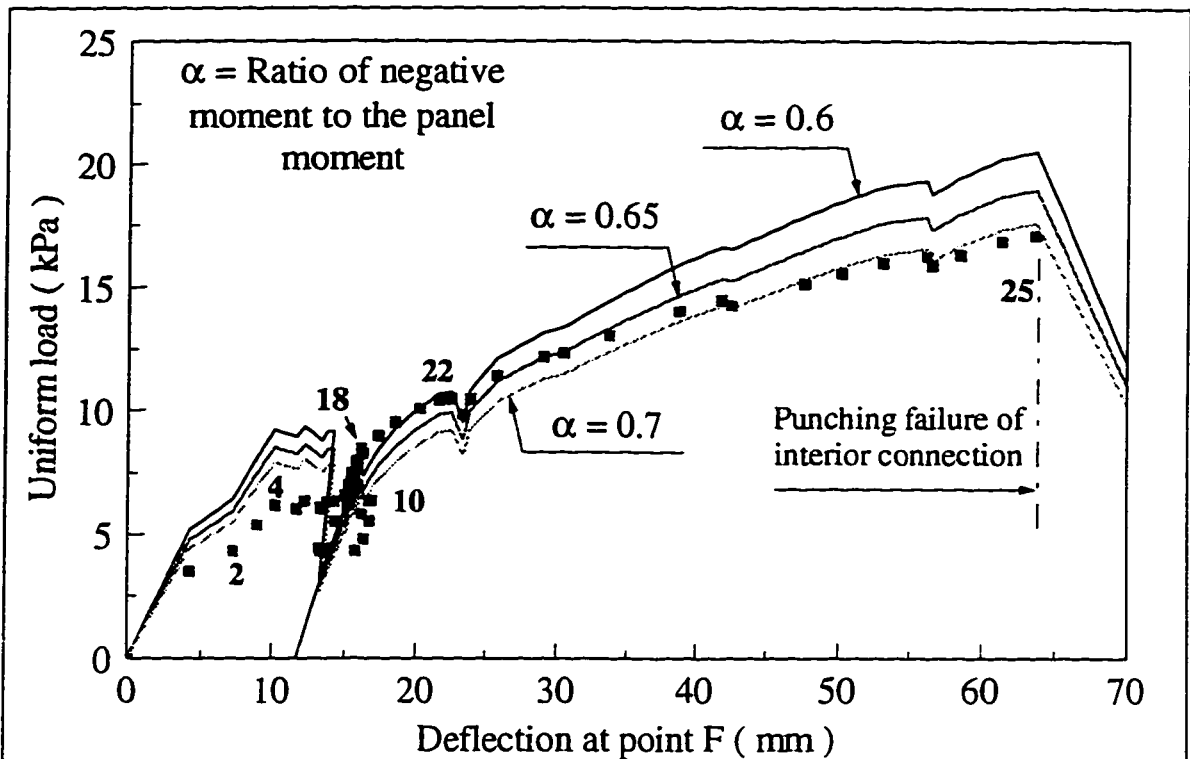 25
α = Ratio of negative
moment to the panel
moment
α = 0.6
20
α = 0.65
15
25
22
18
10
α = 0.7
Punching failure of
interior connection
4
10
5
2
0
0
10
20
30
40
50
60
70
Uniform load ( kPa )
Deflection at point F ( mm )